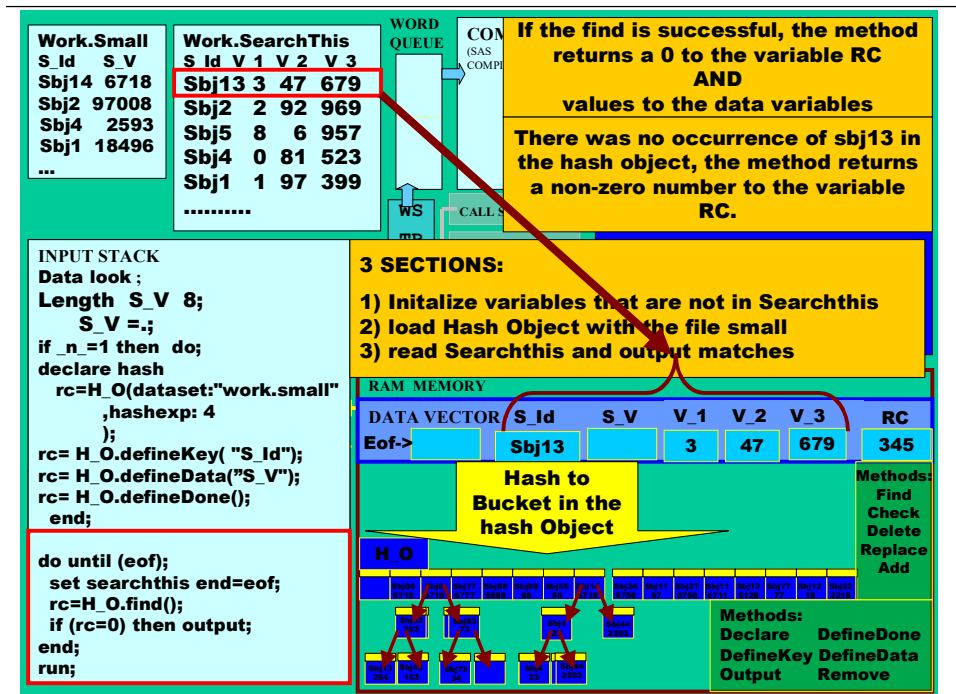 Work.Small
S_Id S_V
Sbj14 6718
Sbj2 97008
Sbj4 2593
Sbj1 18496
...
Work.SearchThis
S_Id V_1 V_2 V_3
Sbj13 3 47 679
Sbj2 2 92 969
Sbj5 8 6 957
Sbj4 0 81 523
Sbj1 1 97 399
..........
WORD
QUEUE
(SAS
WS
CALL S
If the find is successful, the method
returns a 0 to the variable RC
AND
values to the data variables
There was no occurrence of sbj13 in
the hash object, the method returns
a non-zero number to the variable
RC.
INPUT STACK
Data look ;
Length S_V 8;
S_V =.;
if _n_=1 then do;
declare hash
rc=H_O(dataset:"work.small"
,hashexp: 4
);
rc= H_O.defineKey( "S_Id");
rc= H_O.defineData(”S_V");
rc= H_O.defineDone();
end;
do until (eof);
set searchthis end=eof;
rc=H_O.find();
if (rc=0) then output;
end;
run;
3 SECTIONS:
1) Initalize variables that are not in Searchthis
2) load Hash Object with the file small
3) read Searchthis and output matches
RAM MEMORY
DATA VECTOR S_Id S_V V_1 V_2 V_3 RC
Eof-> Sbj13 3 47 679 345
Hash to
Bucket in the
hash Object
H_O
Methods:
Find
Check
Delete
Replace
Add
Methods:
Declare DefineDone
DefineKey DefineData
Output Remove